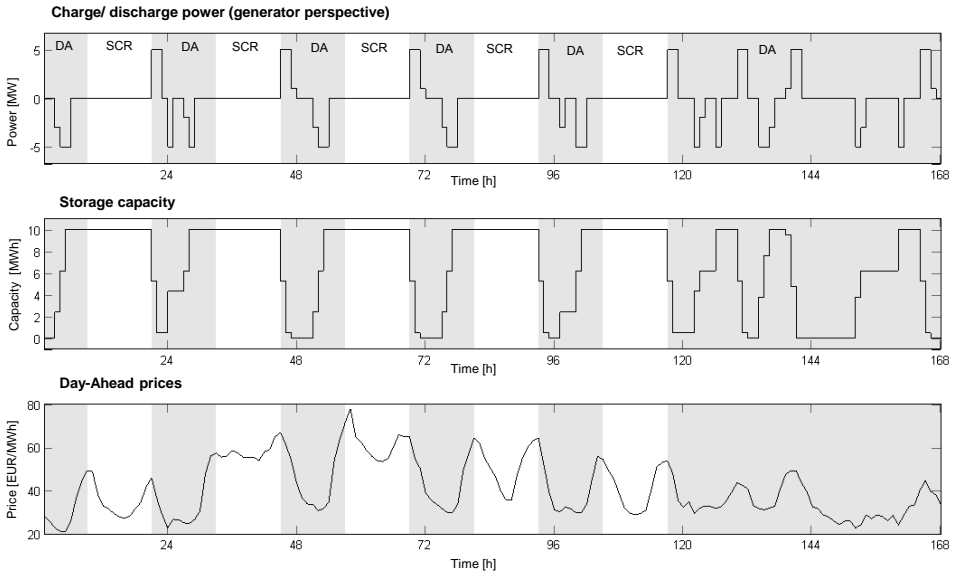 Charge/ discharge power (generator perspective)
DA SCR DA SCR DA SCR DA SCR DA SCR DA
5
0
-5
Power [MW]
24 48 72 96 120 144 168
Time [h]
Storage capacity
10
8
6
4
2
0
Capacity [MWh]
24 48 72 96 120 144 168
Time [h]
Day-Ahead prices
80
60
40
20
Price [EUR/MWh]
24 48 72 96 120 144 168
Time [h]